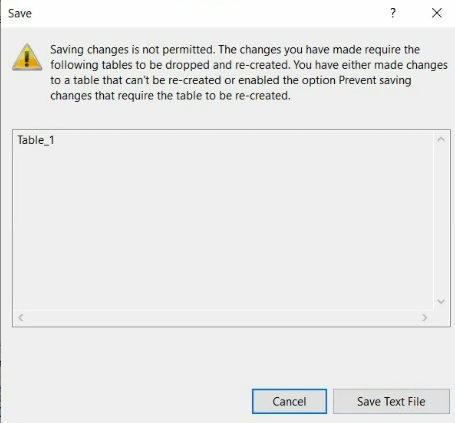 Save
?
Saving changes is not permitted. The changes you have made require the
following tables to be dropped and re-created. You have either made changes
to a table that can't be re-created or enabled the option Prevent saving
changes that require the table to be re-created.
Table_1
Cancel
Save Text File